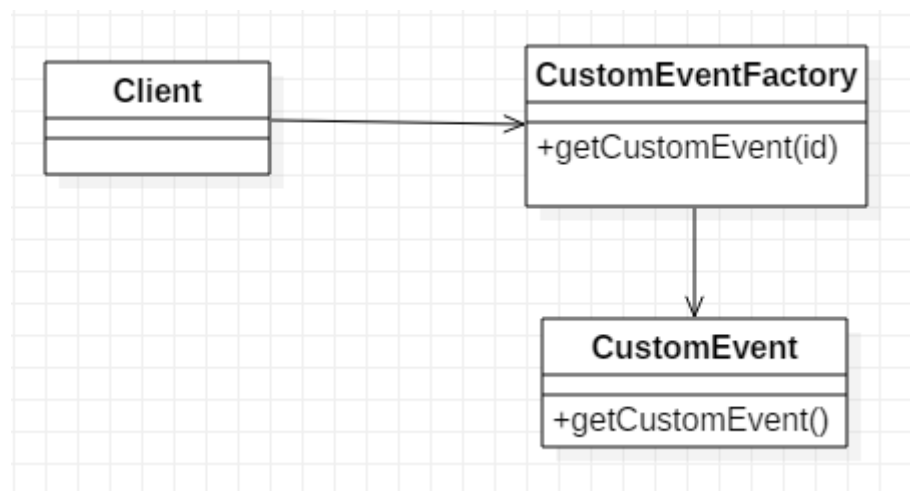 Client
CustomEventFactory
+getCustomEvent(id)
CustomEvent
+getCustomEvent()